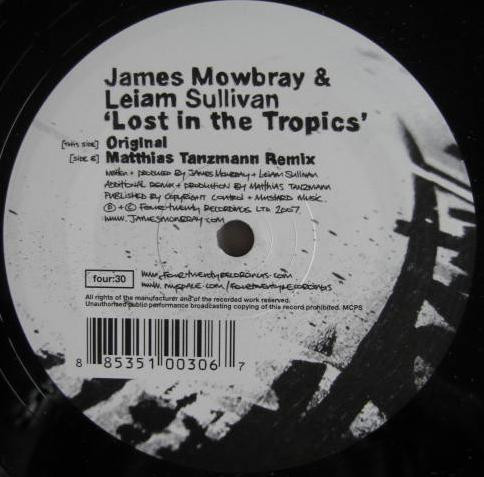 James Mowbray &
Leiam Sullivan
'Lost in the Tropics'
[this side] Original
[side B] Matthias Tanzmann Remix
Written + produced by James Mowbray + Leiam Sullivan
Additional Remix + production by Matthias Tanzmann
Published by Copyright Control + Mustard Music.
℗ + © Fourtwenty Recordings Ltd 2007
www.jamesmowbray.com
four:30
www.fourtwentyrecordings.com
www.myspace.com/fourtwentyrecordings
All rights of the manufacturer and of the recorded work reserved.
Unauthorised public performance broadcasting copying of this record prohibited. MCPS
8 85351 00306 7